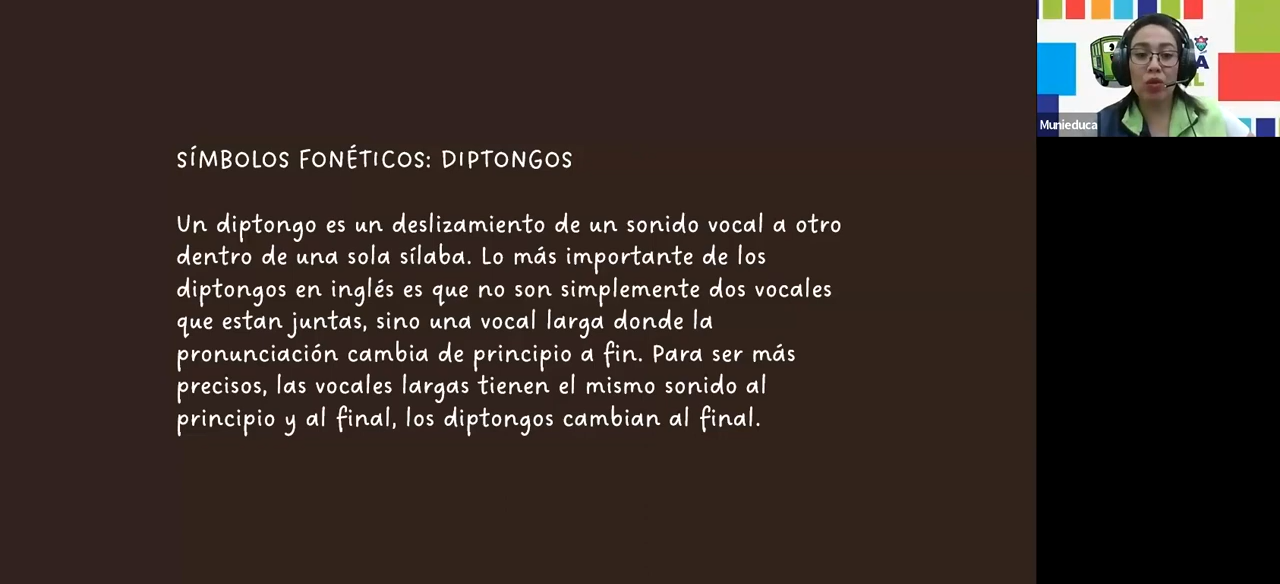 SÍMBOLOS FONÉTICOS: DIPTONGOS
Un diptongo es un deslizamiento de un sonido vocal a otro
dentro de una sola sílaba. Lo más importante de los
diptongos en inglés es que no son simplemente dos vocales
que estan juntas, sino una vocal larga donde la
pronunciación cambia de principio a fin. Para ser más
precisos, las vocales largas tienen el mismo sonido al
principio y al final, los diptongos cambian al final.
Munieduca